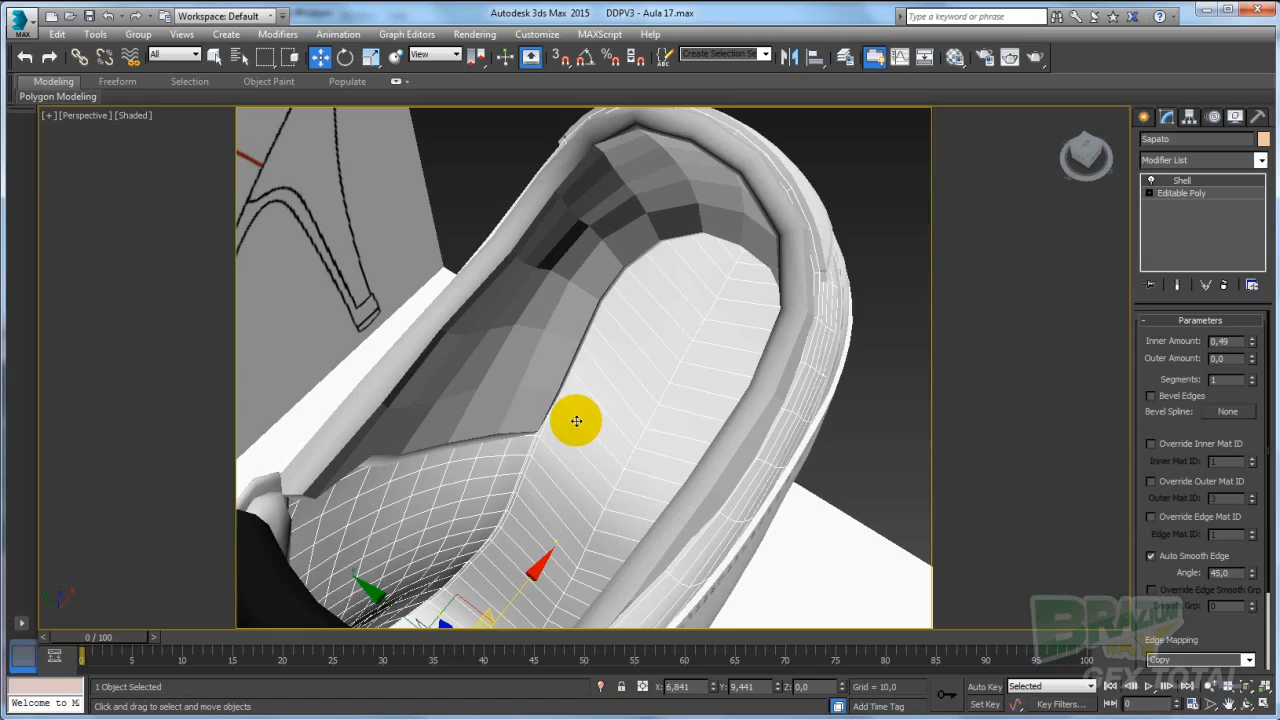 Workspace: Default
Autodesk 3ds Max 2015 DDPV3 - Aula 17.max
Type a keyword or phrase
MAX
Edit Tools Group Views Create Modifiers Animation Graph Editors Rendering Customize MAXScript Help
All
View
Create Selection Se
Modeling Freeform Selection Object Paint Populate
Polygon Modeling
[+] [Perspective] [Shaded]
Sapato
Modifier List
Shell
Editable Poly
Parameters
Inner Amount: 0,49
Outer Amount: 0,0
Segments: 1
Bevel Edges
Bevel Spline: None
Override Inner Mat ID
Inner Mat ID: 1
Override Outer Mat ID
Outer Mat ID: 3
Override Edge Mat ID
Edge Mat ID: 1
Auto Smooth Edge
Angle: 45,0
Override Edge Smooth Grp
Smooth Grp: 0
Edge Mapping
Copy
0 / 100
0 5 10 15 20 25 30 35 40 45 50 55 60 65 70 75 80 85 90 95 100
1 Object Selected
X: 6,841 Y: 9,441 Z: 0,0 Grid = 10,0
Auto Key Selected
Welcome to M
Click and drag to select and move objects
Add Time Tag
Set Key Key Filters...
0
BRAZION
GFX TOTAL